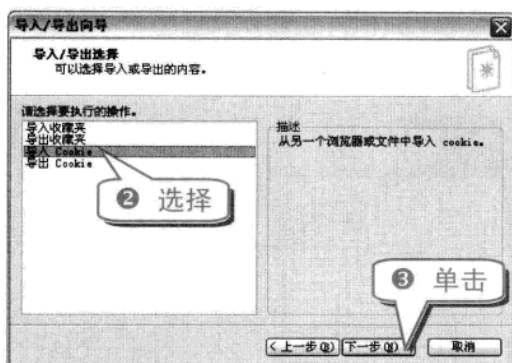 导入/导出向导
导入/导出选择
可以选择导入或导出的内容。
请选择要执行的操作。
导入收藏夹
导出收藏夹
导入 Cookie
导出 Cookie
描述
从另一个浏览器或文件中导入 cookie。
❷ 选择
❸ 单击
<上一步(B) 下一步(N)> 取消